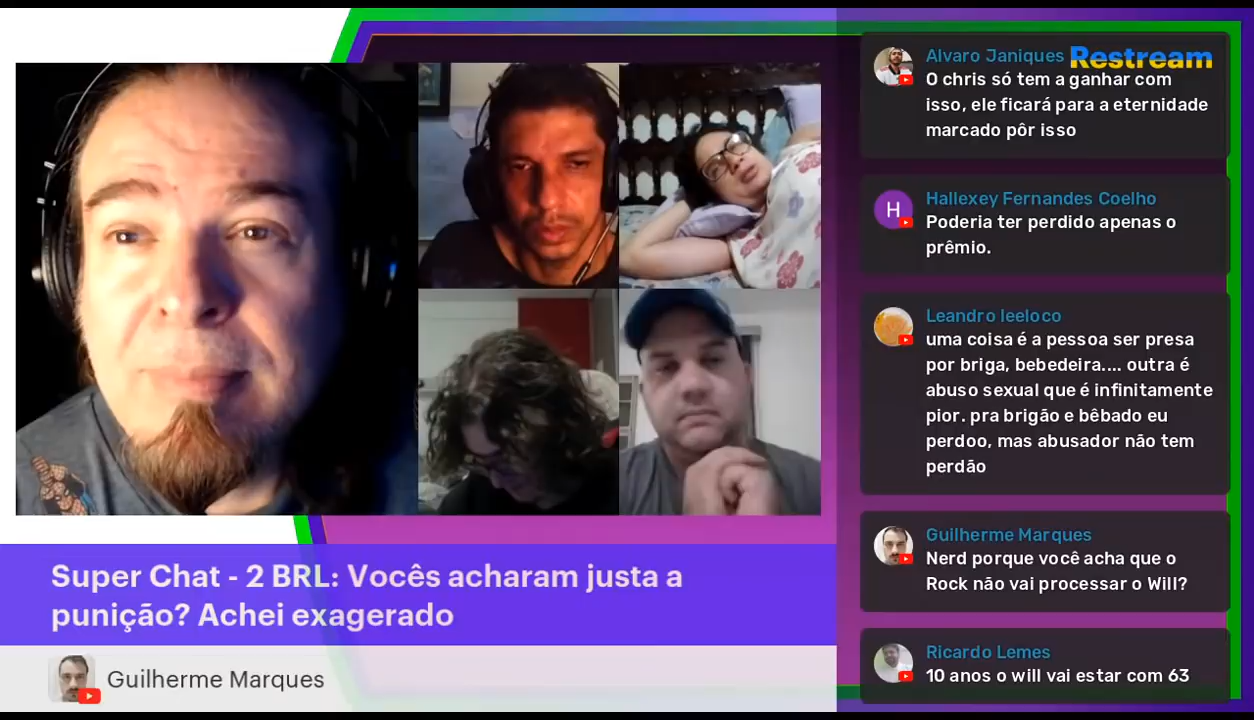 Alvaro Janiques
Restream
O chris só tem a ganhar com
isso, ele ficará para a eternidade
marcado pôr isso
H
Hallexey Fernandes Coelho
Poderia ter perdido apenas o
prêmio.
Leandro leeloco
uma coisa é a pessoa ser presa
por briga, bebedeira.... outra é
abuso sexual que é infinitamente
pior. pra brigão e bêbado eu
perdoo, mas abusador não tem
perdão
Guilherme Marques
Nerd porque você acha que o
Rock não vai processar o Will?
Ricardo Lemes
10 anos o will vai estar com 63
Super Chat - 2 BRL: Vocês acharam justa a
punição? Achei exagerado
Guilherme Marques